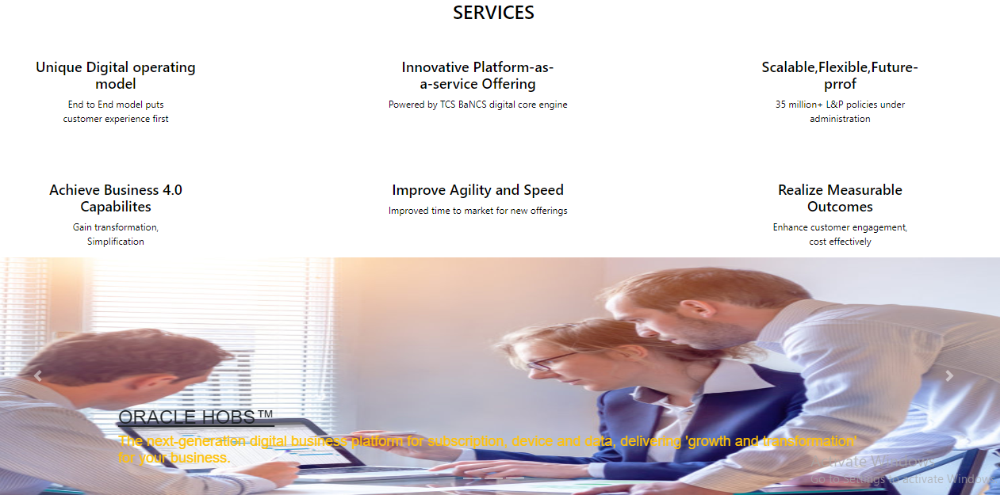 SERVICES
Unique Digital operating
model
End to End model puts
customer experience first
Innovative Platform-as-
a-service Offering
Powered by TCS BaNCS digital core engine
Scalable,Flexible,Future-
prrof
35 million+ L&P policies under
administration
Achieve Business 4.0
Capabilites
Gain transformation,
Simplification
Improve Agility and Speed
Improved time to market for new offerings
Realize Measurable
Outcomes
Enhance customer engagement,
cost effectively
ORACLE HOBS™
The next-generation digital business platform for subscription, device and data, delivering 'growth and transformation'
for your business.
Activate Windows
Go to Settings to activate Windows